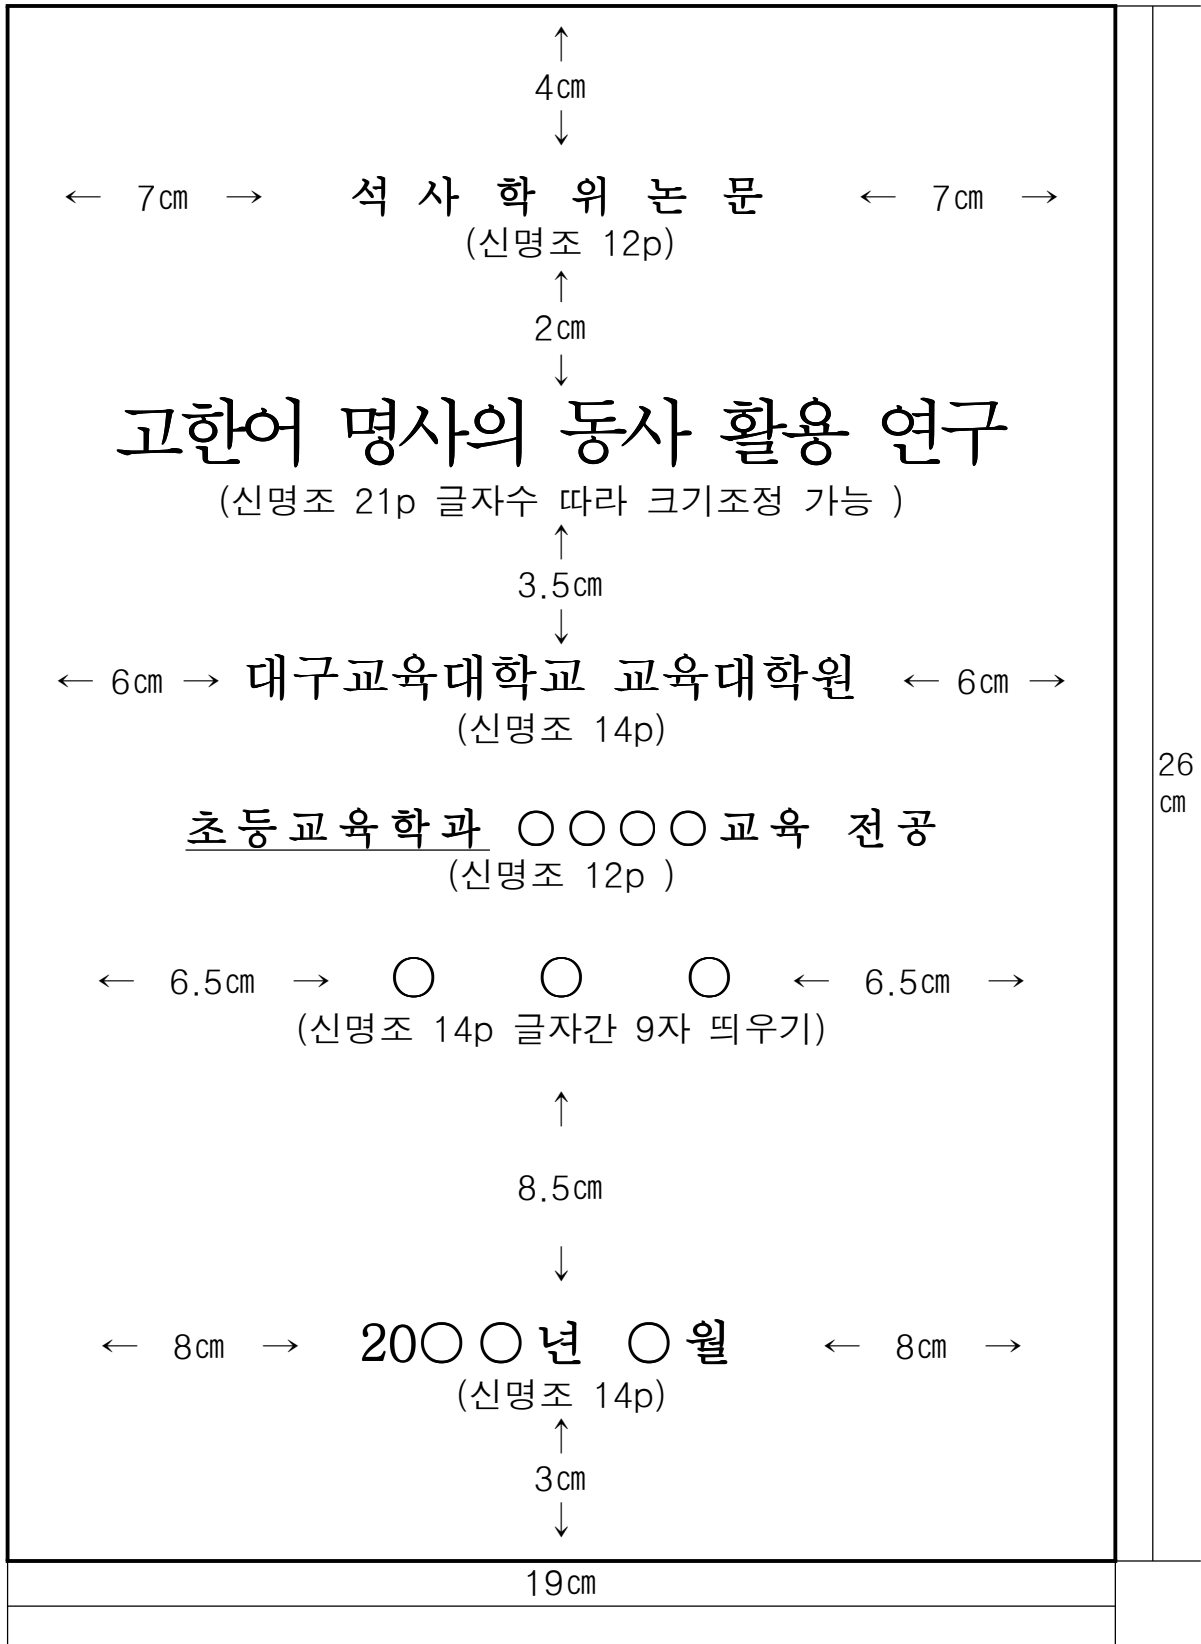 ↑
4㎝
↓
← 7㎝ → 석 사 학 위 논 문 ← 7㎝ →
(신명조 12p)
↑
2㎝
↓
고한어 명사의 동사 활용 연구
(신명조 21p 글자수 따라 크기조정 가능 )
↑
3.5㎝
↓
← 6㎝ → 대구교육대학교 교육대학원 ← 6㎝ →
(신명조 14p)
26
㎝
초등교육학과 ○○○○교육 전공
(신명조 12p )
← 6.5㎝ → ○ ○ ○ ← 6.5㎝ →
(신명조 14p 글자간 9자 띄우기)
↑
8.5㎝
↓
← 8㎝ → 20○○년 ○월 ← 8㎝ →
(신명조 14p)
↑
3㎝
↓
19㎝